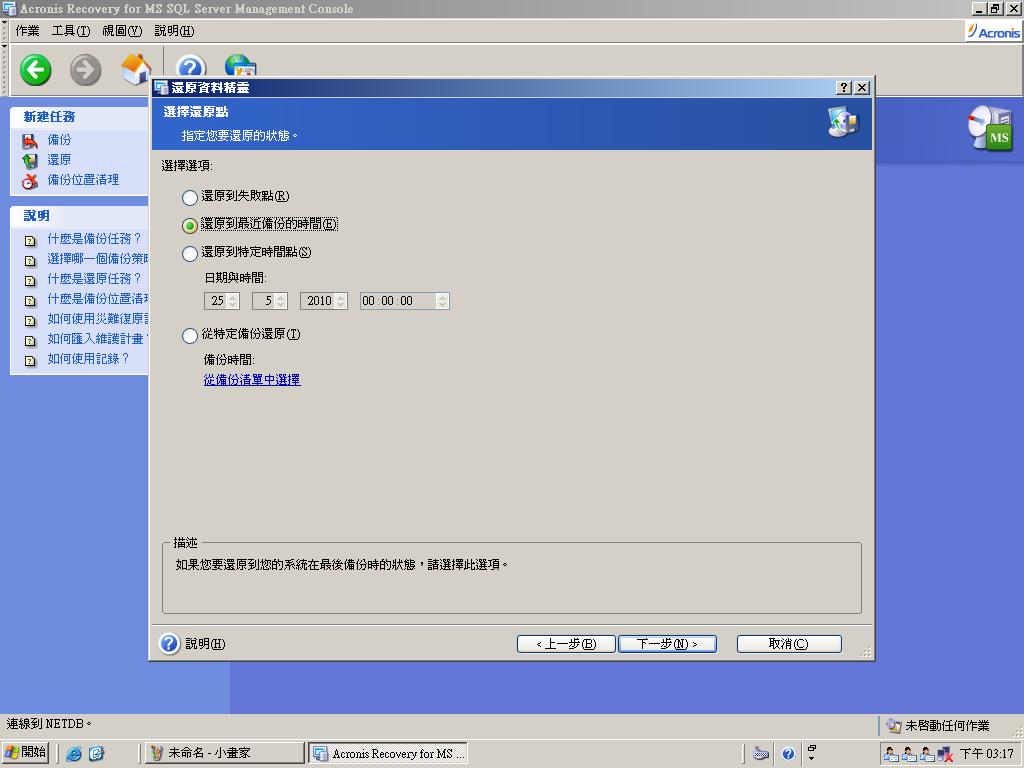 Acronis Recovery for MS SQL Server Management Console
作業 工具(T) 視圖(V) 說明(H)
Acronis
新建任務
備份
還原
備份位置清理
說明
什麼是備份任務？
選擇哪一個備份策略
什麼是還原任務？
什麼是備份位置清理
如何使用災難復原
如何匯入維護計畫
如何使用記錄？
MS
還原資料精靈
選擇還原點
指定您要還原的狀態。
選擇選項:
還原到失敗點(R)
還原到最近備份的時間(E)
還原到特定時間點(S)
日期與時間:
25 5 2010 00:00:00
從特定備份還原(T)
備份時間:
從備份清單中選擇
描述
如果您要還原到您的系統在最後備份時的狀態，請選擇此選項。
說明(H)
<上一步(B) 下一步(N)> 取消(C)
連線到 NETDB。
未啟動任何作業
開始
未命名 - 小畫家
Acronis Recovery for MS ...
下午 03:17